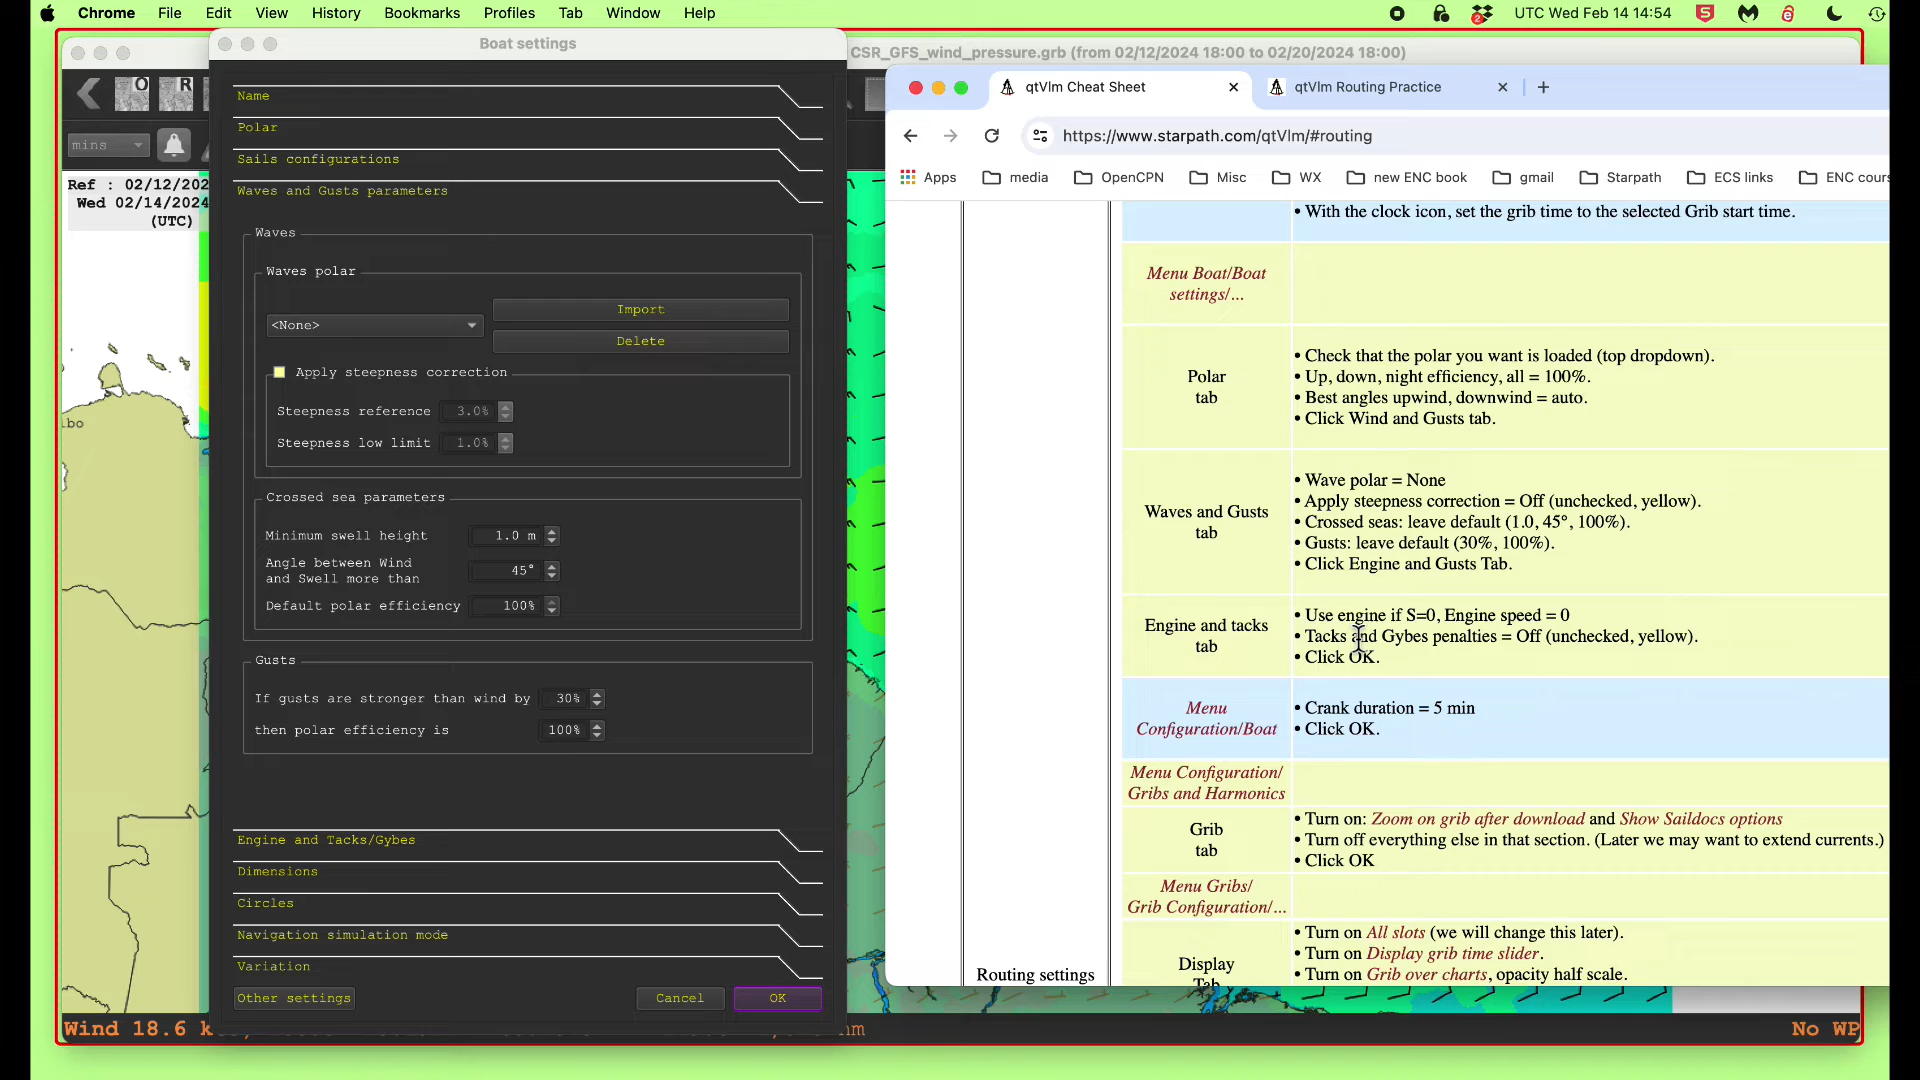 Chrome File Edit View History Bookmarks Profiles Tab Window Help
UTC Wed Feb 14 14:54
Boat settings
CSR_GFS_wind_pressure.grb (from 02/12/2024 18:00 to 02/20/2024 18:00)
O R
mins
Ref : 02/12/202
Wed 02/14/2024
(UTC)
lbo
Name
Polar
Sails configurations
Waves and Gusts parameters
Waves
Waves polar
<None>
Import
Delete
Apply steepness correction
Steepness reference 3.0%
Steepness low limit 1.0%
Crossed sea parameters
Minimum swell height 1.0 m
Angle between Wind
and Swell more than 45°
Default polar efficiency 100%
Gusts
If gusts are stronger than wind by 30%
then polar efficiency is 100%
Engine and Tacks/Gybes
Dimensions
Circles
Navigation simulation mode
Variation
Other settings Cancel OK
Wind 18.6 k
nm
No WP
qtVlm Cheat Sheet
qtVlm Routing Practice
https://www.starpath.com/qtVlm/#routing
Apps media OpenCPN Misc WX new ENC book gmail Starpath ECS links ENC cours
• With the clock icon, set the grib time to the selected Grib start time.
Menu Boat/Boat
settings/...
Polar
tab
• Check that the polar you want is loaded (top dropdown).
• Up, down, night efficiency, all = 100%.
• Best angles upwind, downwind = auto.
• Click Wind and Gusts tab.
Waves and Gusts
tab
• Wave polar = None
• Apply steepness correction = Off (unchecked, yellow).
• Crossed seas: leave default (1.0, 45°, 100%).
• Gusts: leave default (30%, 100%).
• Click Engine and Gusts Tab.
Engine and tacks
tab
• Use engine if S=0, Engine speed = 0
• Tacks and Gybes penalties = Off (unchecked, yellow).
• Click OK.
Menu
Configuration/Boat
• Crank duration = 5 min
• Click OK.
Menu Configuration/
Gribs and Harmonics
Grib
tab
• Turn on: Zoom on grib after download and Show Saildocs options
• Turn off everything else in that section. (Later we may want to extend currents.)
• Click OK
Menu Gribs/
Grib Configuration/...
Routing settings
Display
Tab
• Turn on All slots (we will change this later).
• Turn on Display grib time slider.
• Turn on Grib over charts, opacity half scale.